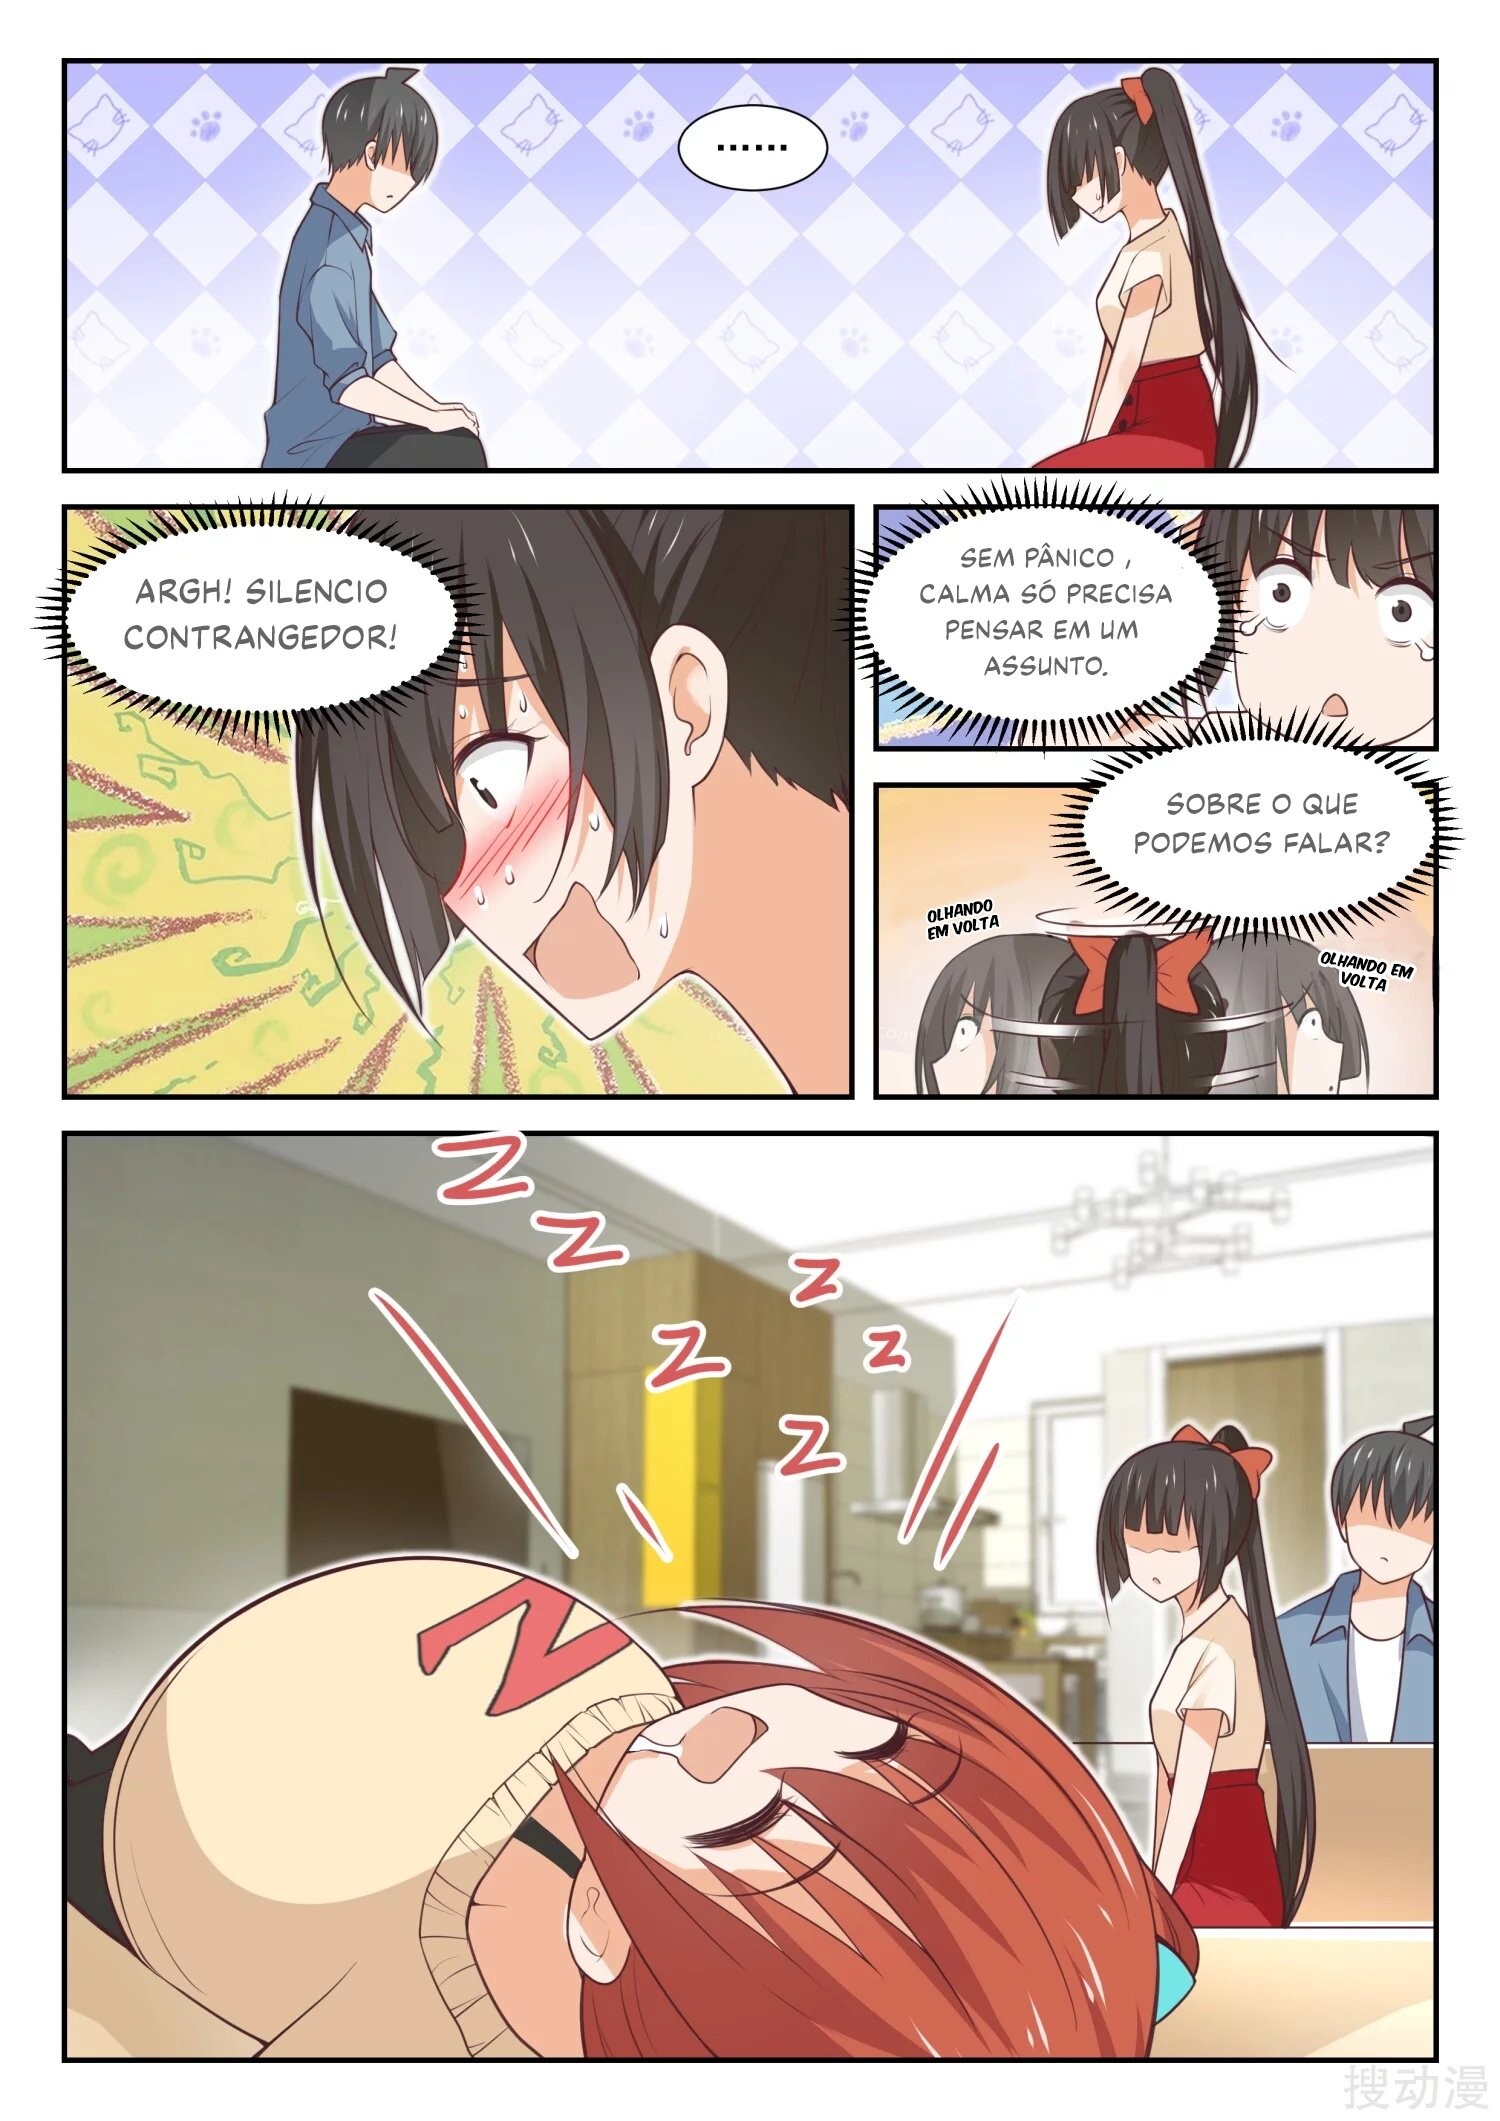 ......
ARGH! SILENCIO
CONTRANGEDOR!
SEM PÂNICO ,
CALMA SÓ PRECISA
PENSAR EM UM
ASSUNTO.
SOBRE O QUE
PODEMOS FALAR?
OLHANDO
EM VOLTA
OLHANDO EM
VOLTA
Z
Z
Z
Z
Z
Z
N
搜动漫